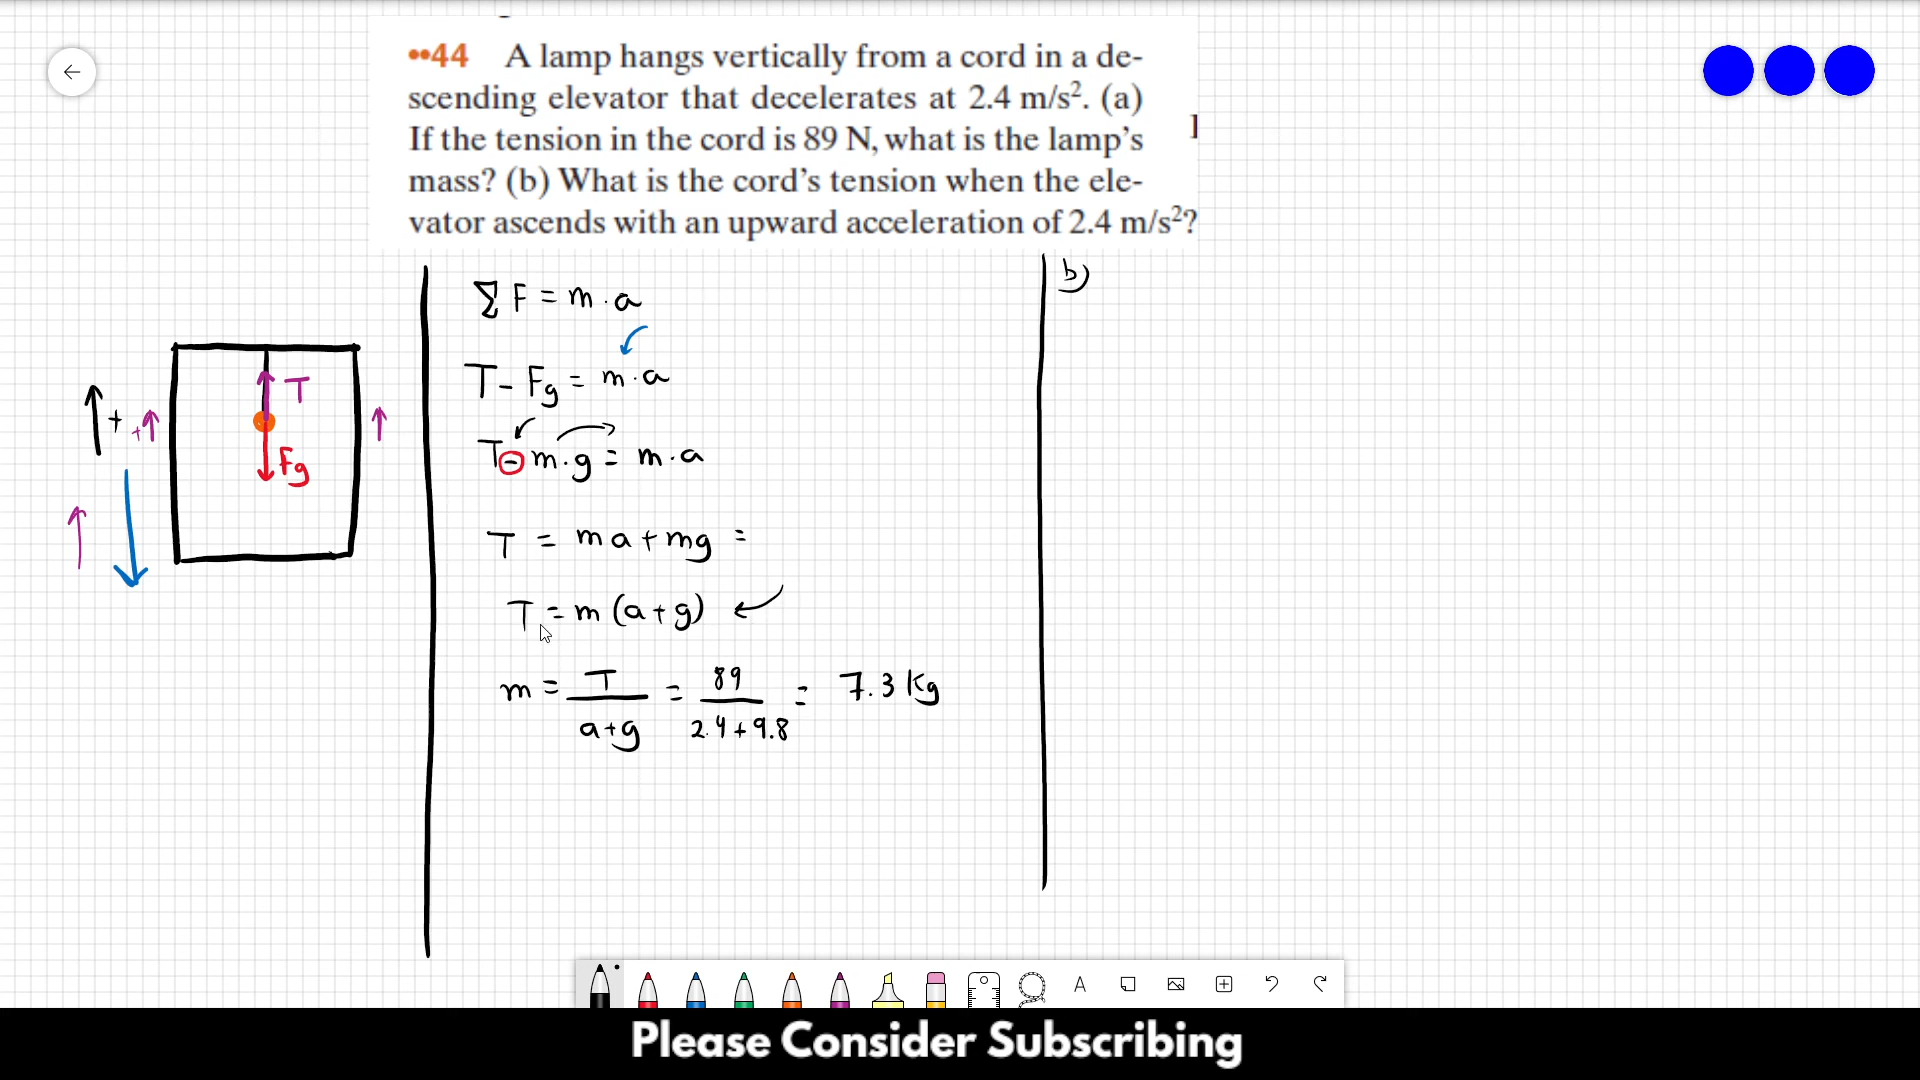 ••44 A lamp hangs vertically from a cord in a de-
scending elevator that decelerates at 2.4 m/s². (a)
If the tension in the cord is 89 N, what is the lamp’s
mass? (b) What is the cord’s tension when the ele-
vator ascends with an upward acceleration of 2.4 m/s²?
b)
Σ F = m · a
T - Fg = m · a
T - m · g = m · a
T = ma + mg =
T = m (a + g)
m = T / a+g = 89 / 2.4 + 9.8 = 7.3 kg
T
Fg
+
+
A
Please Consider Subscribing